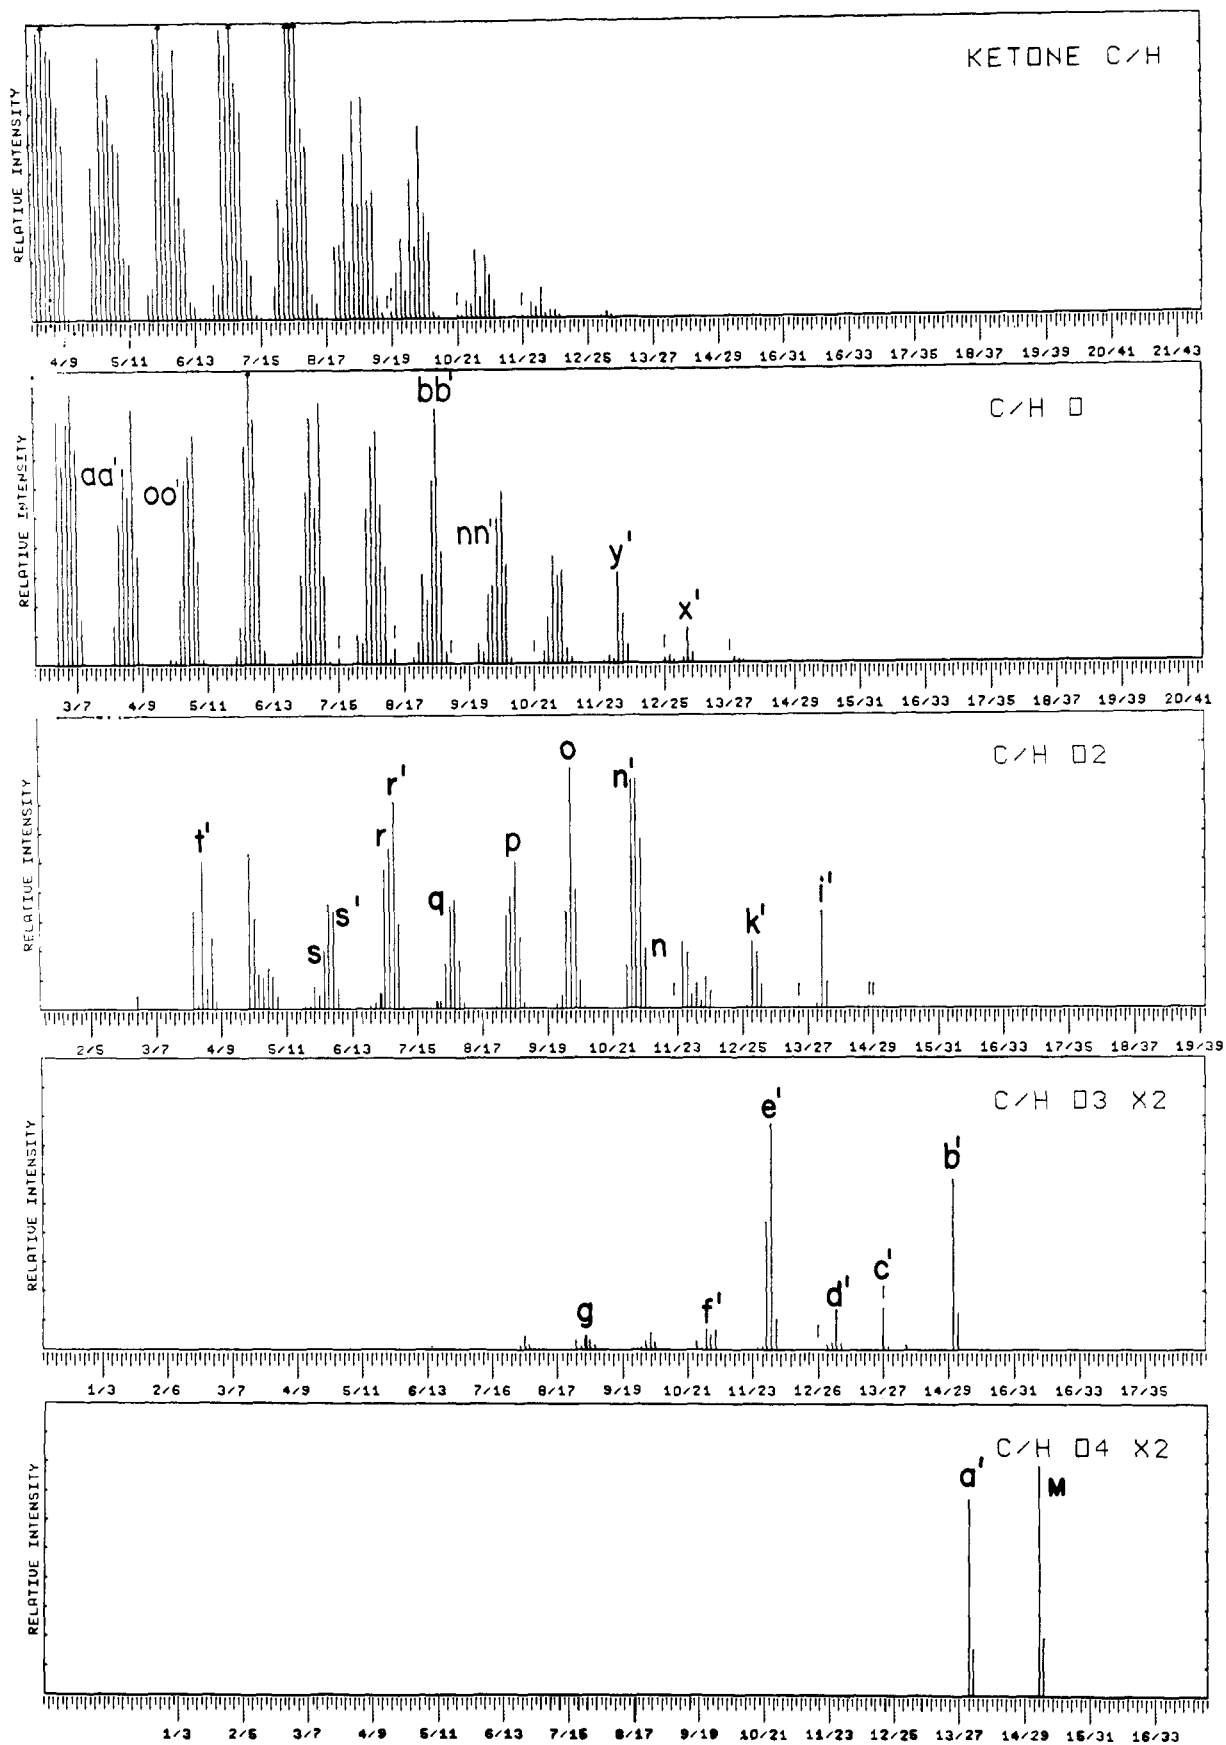 KETONE C/H
RELATIVE INTENSITY
4/9 5/11 6/13 7/15 8/17 9/19 10/21 11/23 12/25 13/27 14/29 16/31 16/33 17/35 18/37 19/39 20/41 21/43
C/H O
RELATIVE INTENSITY
aa' oo' bb' nn' y' x'
3/7 4/9 5/11 6/13 7/15 8/17 9/19 10/21 11/23 12/25 13/27 14/29 15/31 16/33 17/35 18/37 19/39 20/41
C/H O2
RELATIVE INTENSITY
t' s s' r r' q p o n' n k' i'
2/5 3/7 4/9 5/11 6/13 7/15 8/17 9/19 10/21 11/23 12/25 13/27 14/29 15/31 16/33 17/35 18/37 19/39
C/H O3 X2
RELATIVE INTENSITY
g f' e' d' c' b'
1/3 2/6 3/7 4/9 5/11 6/13 7/16 8/17 9/19 10/21 11/23 12/26 13/27 14/29 16/31 16/33 17/35
C/H O4 X2
RELATIVE INTENSITY
a' M
1/3 2/5 3/7 4/9 5/11 6/13 7/15 8/17 9/19 10/21 11/23 12/25 13/27 14/29 15/31 16/33